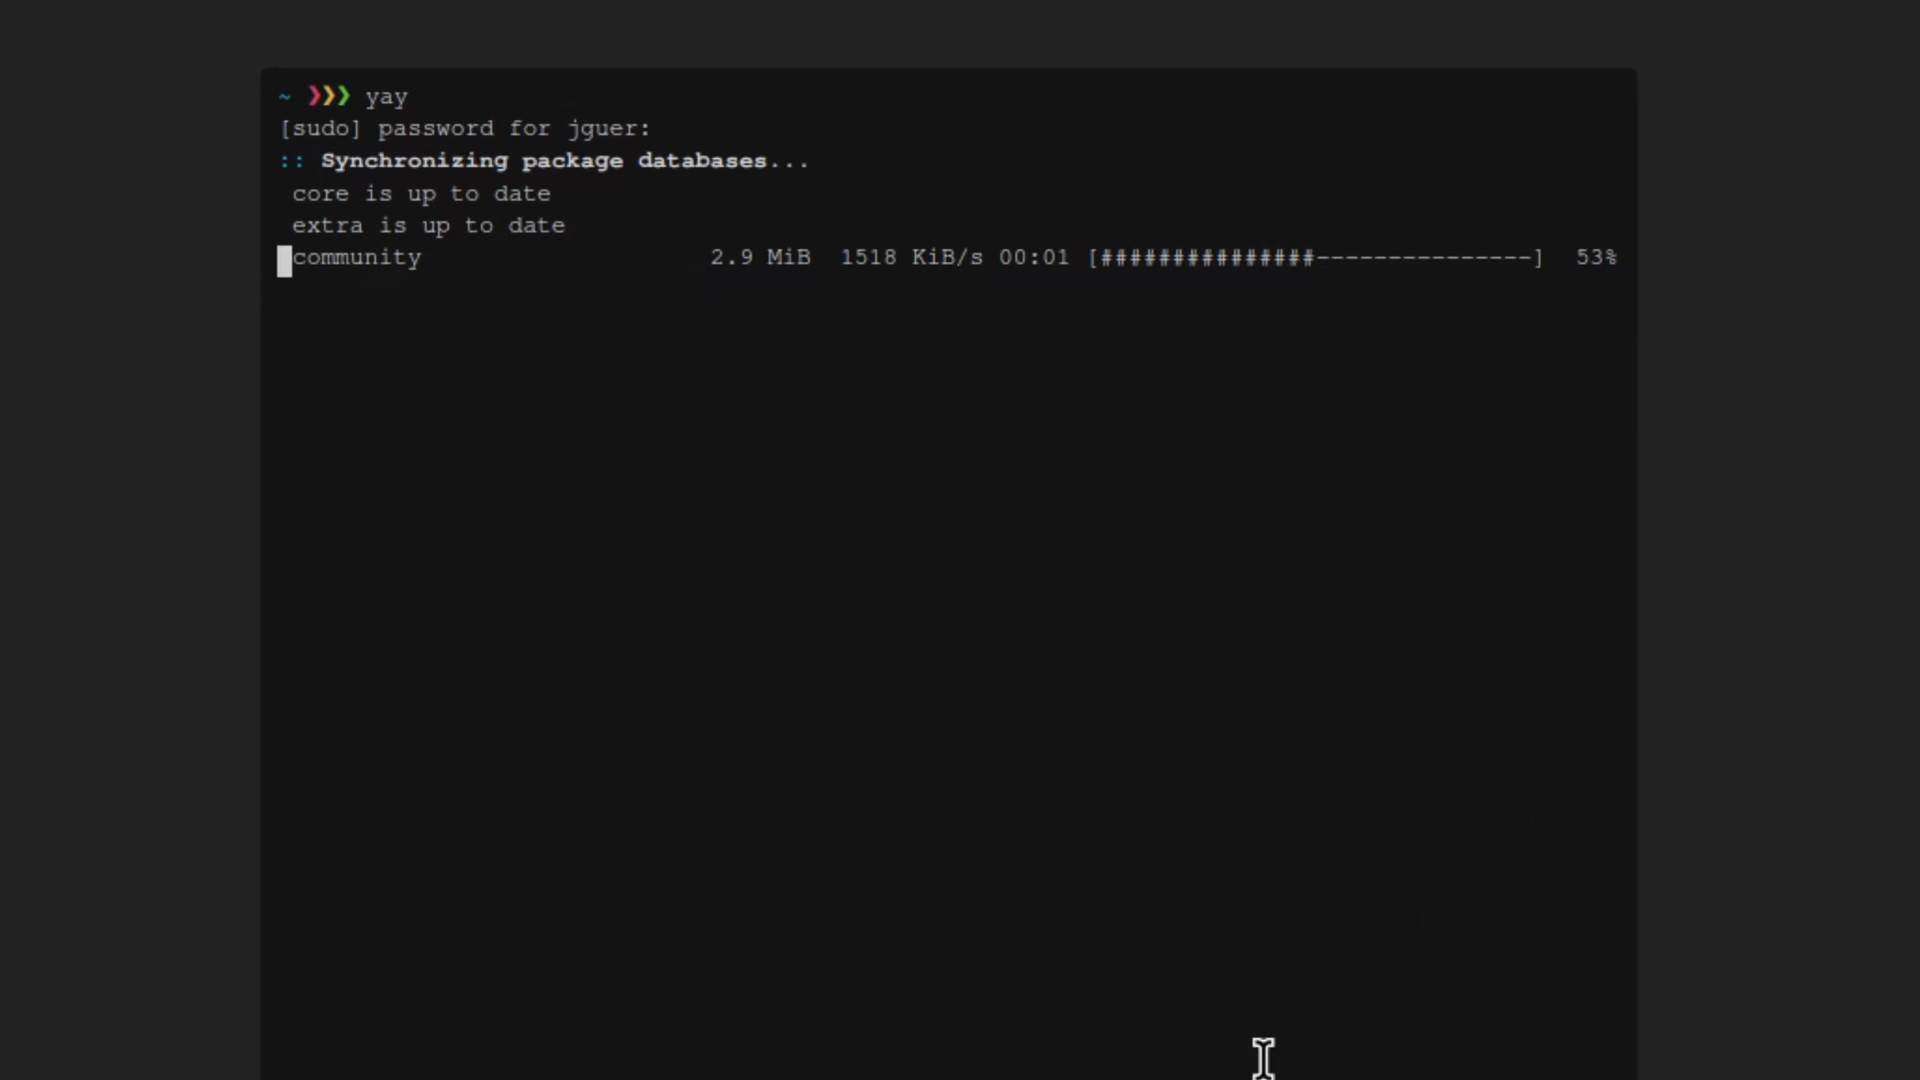 ~ ❯❯❯ yay
[sudo] password for jguer:
:: Synchronizing package databases...
core is up to date
extra is up to date
community 2.9 MiB 1518 KiB/s 00:01 [###############---------------] 53%